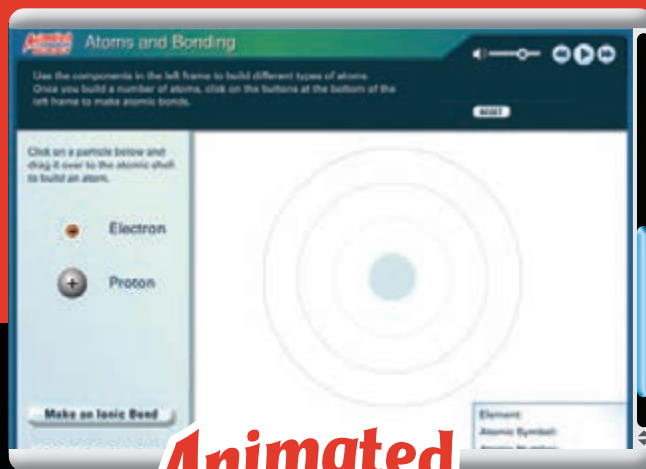 Animated
Atoms and Bonding
Use the components in the left frame to build different types of atoms.
Once you build a number of atoms, click on the buttons at the bottom of the
left frame to make atomic bonds.
RESET
Click on a particle below and
drag it over to the atomic shell
to build an atom.
Electron
Proton
+
Make an Ionic Bond
Element:
Atomic Symbol:
Animated